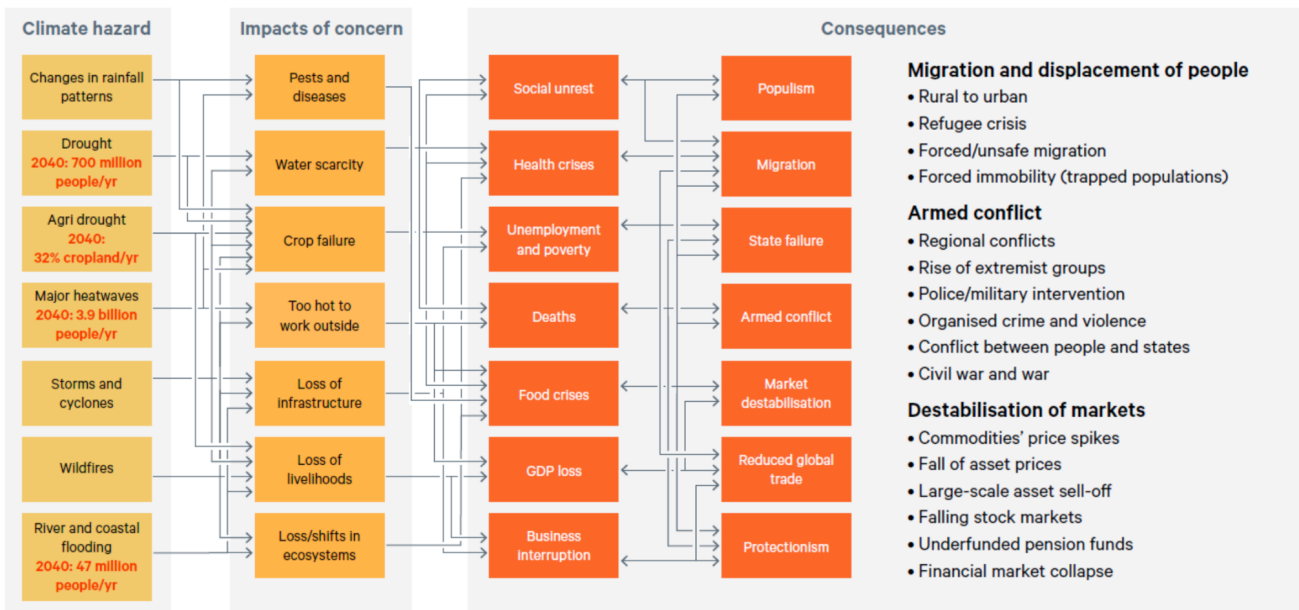 Climate hazard
Impacts of concern
Consequences
Changes in rainfall
patterns
Drought
2040: 700 million
people/yr
Agri drought
2040:
32% cropland/yr
Major heatwaves
2040: 3.9 billion
people/yr
Storms and
cyclones
Wildfires
River and coastal
flooding
2040: 47 million
people/yr
Pests and
diseases
Water scarcity
Crop failure
Too hot to
work outside
Loss of
infrastructure
Loss of
livelihoods
Loss/shifts in
ecosystems
Social unrest
Health crises
Unemployment
and poverty
Deaths
Food crises
GDP loss
Business
interruption
Populism
Migration
State failure
Armed conflict
Market
destabilisation
Reduced global
trade
Protectionism
Migration and displacement of people
• Rural to urban
• Refugee crisis
• Forced/unsafe migration
• Forced immobility (trapped populations)
Armed conflict
• Regional conflicts
• Rise of extremist groups
• Police/military intervention
• Organised crime and violence
• Conflict between people and states
• Civil war and war
Destabilisation of markets
• Commodities’ price spikes
• Fall of asset prices
• Large-scale asset sell-off
• Falling stock markets
• Underfunded pension funds
• Financial market collapse